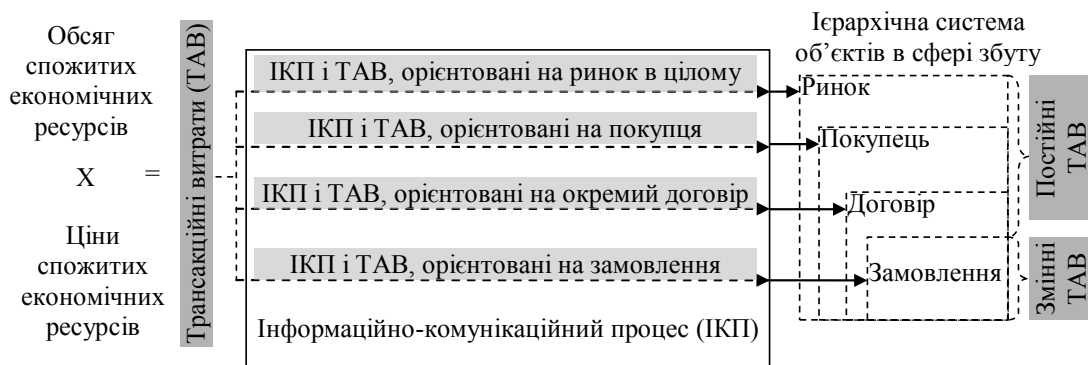 Обсяг
спожитих
економічних
ресурсів
Х =
Ціни
спожитих
економічних
ресурсів
Трансакційні витрати (ТАВ)
ІКП і ТАВ, орієнтовані на ринок в цілому
ІКП і ТАВ, орієнтовані на покупця
ІКП і ТАВ, орієнтовані на окремий договір
ІКП і ТАВ, орієнтовані на замовлення
Інформаційно-комунікаційний процес (ІКП)
Ієрархічна система
об’єктів в сфері збуту
Ринок
Покупець
Договір
Замовлення
Постійні
ТАВ
Змінні
ТАВ